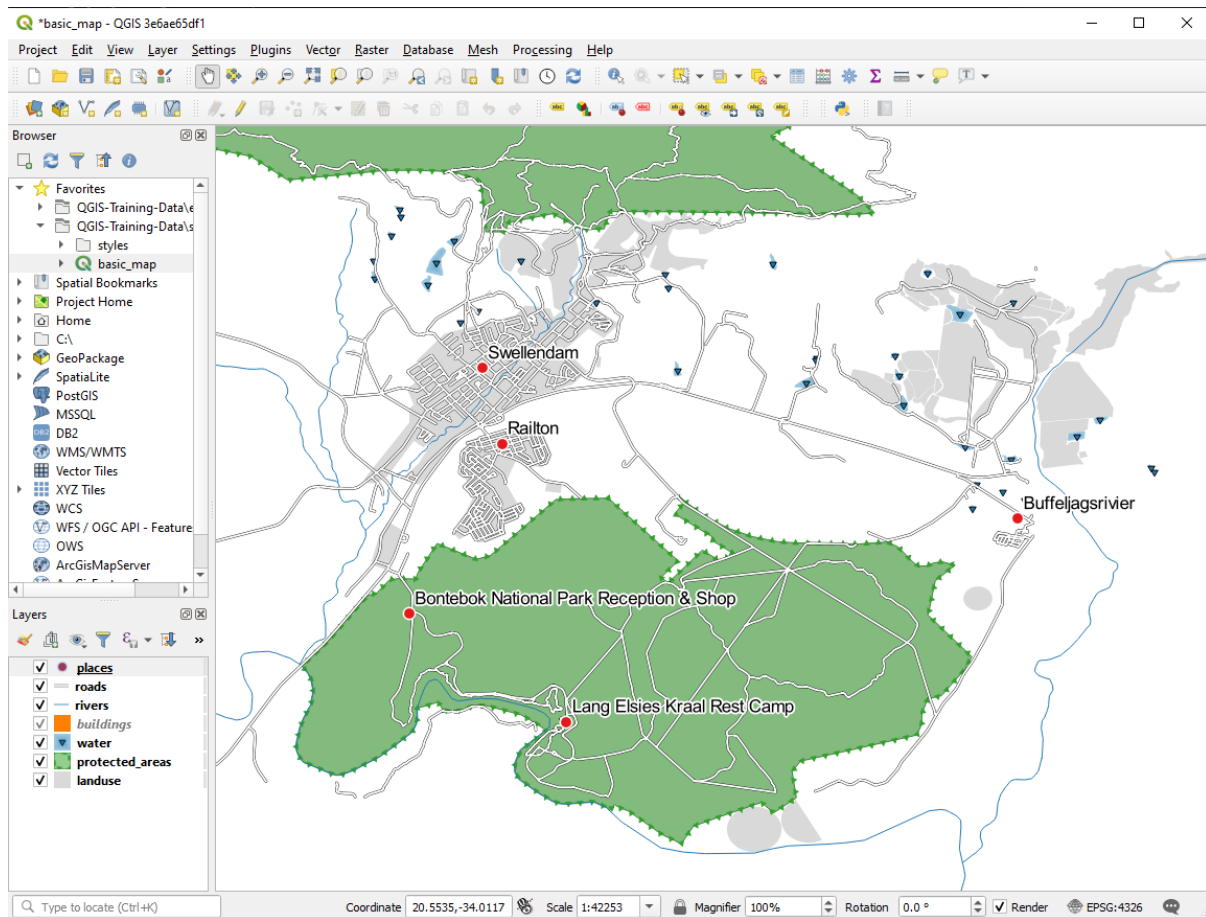 *basic_map - QGIS 3e6ae65df1
Project Edit View Layer Settings Plugins Vector Raster Database Mesh Processing Help
Browser
Favorites
QGIS-Training-Data\e
QGIS-Training-Data\s
styles
basic_map
Spatial Bookmarks
Project Home
Home
C:\
GeoPackage
SpatiaLite
PostGIS
MSSQL
DB2
WMS/WMTS
Vector Tiles
XYZ Tiles
WCS
WFS / OGC API - Feature
OWS
ArcGisMapServer
Layers
places
roads
rivers
buildings
water
protected_areas
landuse
Swellendam
Railton
Buffeljagsrivier
Bontebok National Park Reception & Shop
Lang Elsies Kraal Rest Camp
Type to locate (Ctrl+K) Coordinate 20.5535,-34.0117 Scale 1:42253 Magnifier 100% Rotation 0.0 ° Render EPSG:4326